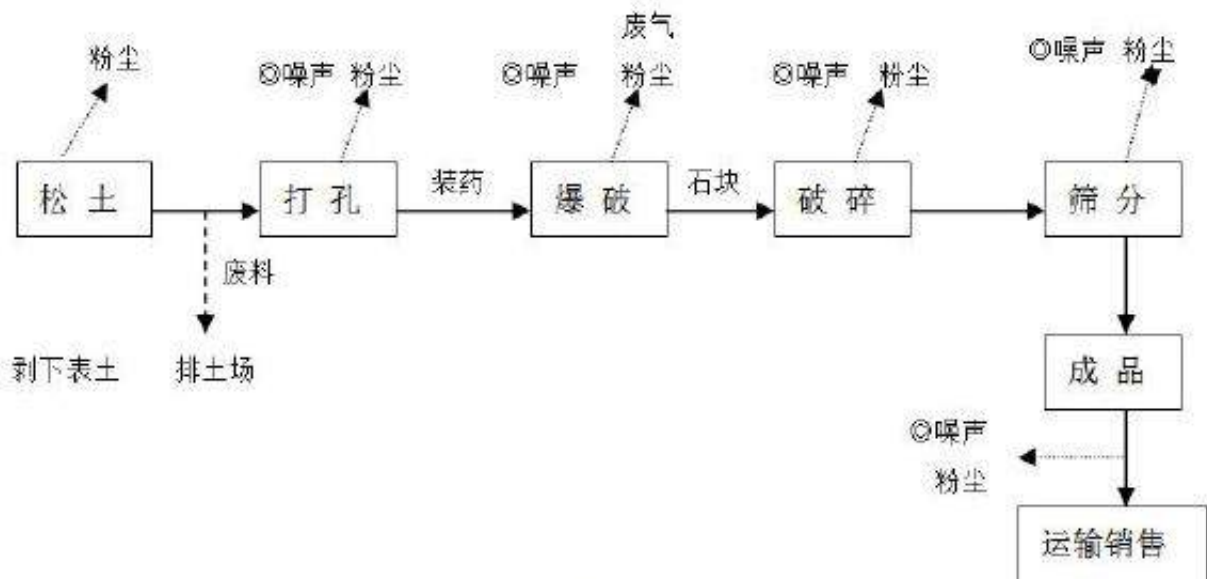 废气
粉尘 ◎噪声 粉尘 ◎噪声 粉尘 ◎噪声 粉尘 ◎噪声 粉尘
松土 打孔 装药 爆破 石块 破碎 筛分
废料
剥下表土 排土场 成品
◎噪声
粉尘
运输销售